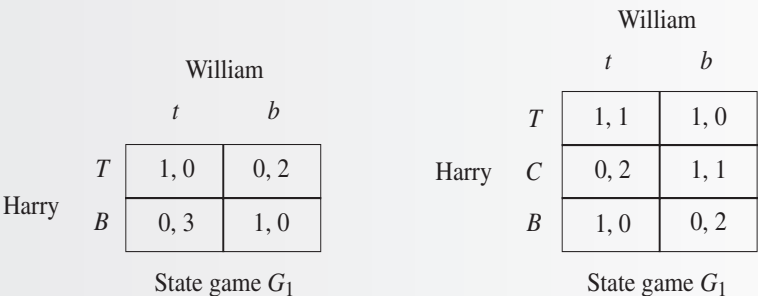 William
t b
T 1, 0 0, 2
Harry
B 0, 3 1, 0
State game G1
William
t b
T 1, 1 1, 0
Harry C 0, 2 1, 1
B 1, 0 0, 2
State game G1